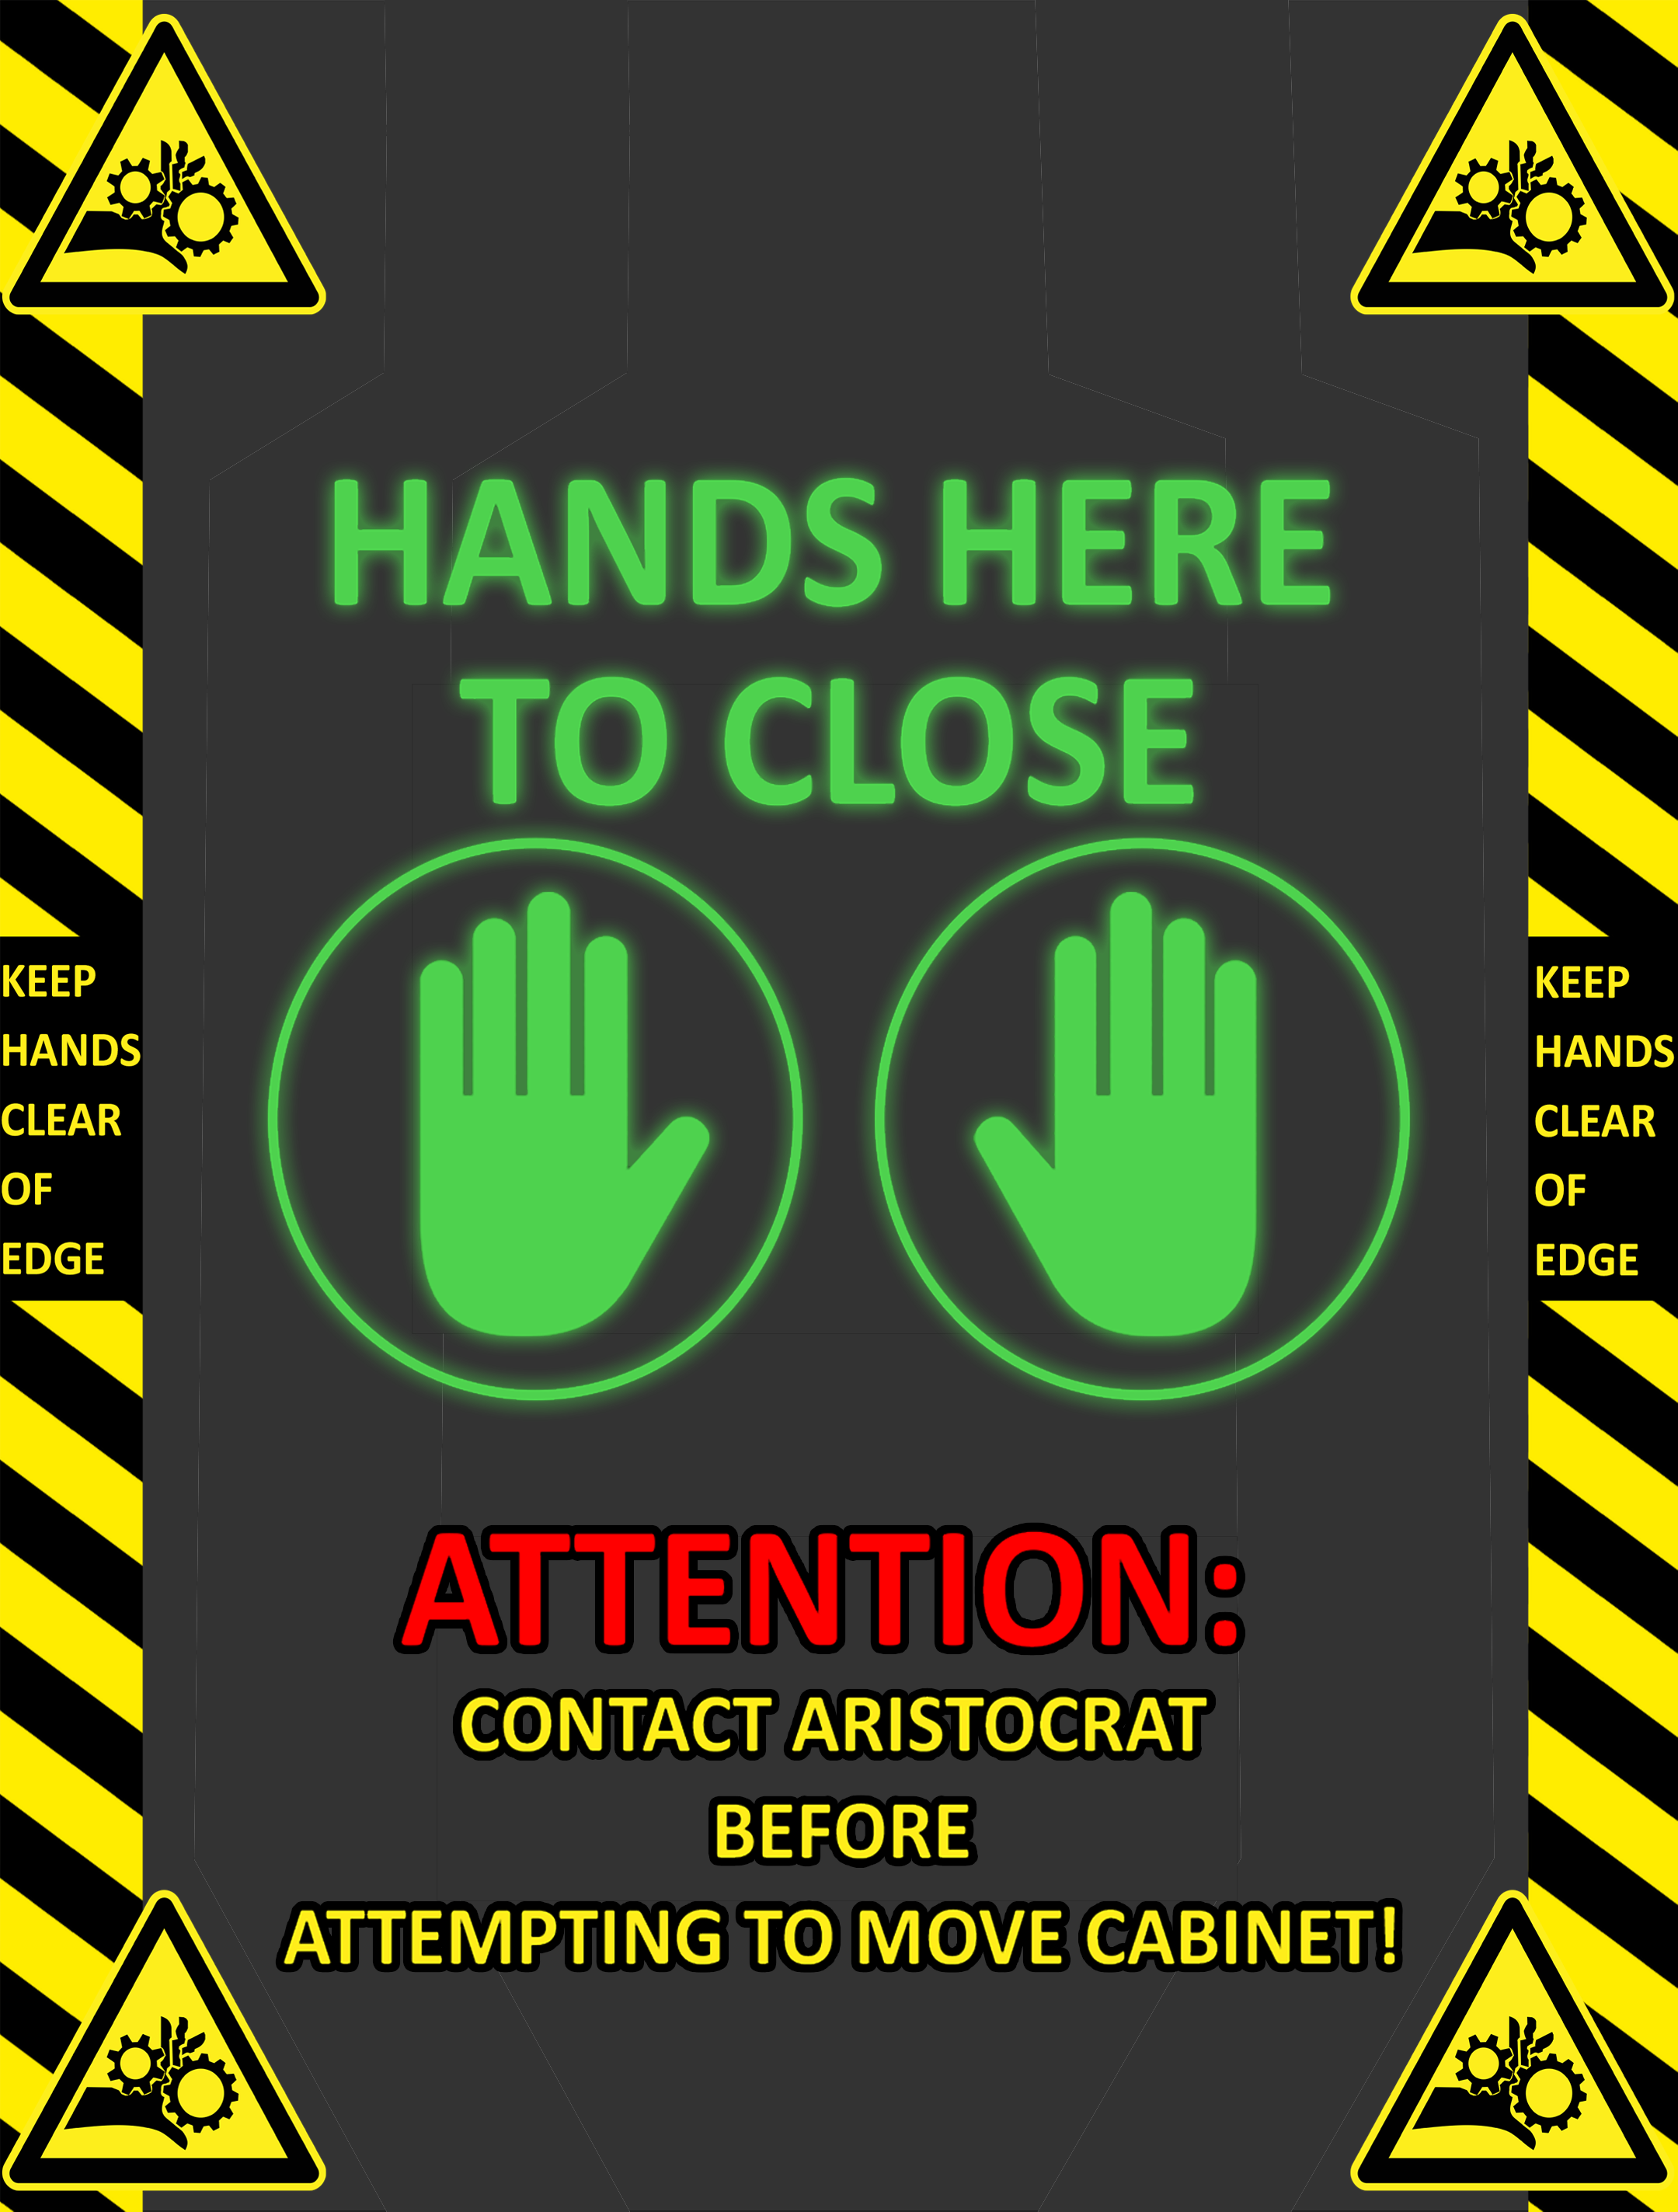 HANDS HERE
TO CLOSE
KEEP
HANDS
CLEAR
OF
EDGE
KEEP
HANDS
CLEAR
OF
EDGE
ATTENTION:
CONTACT ARISTOCRAT
BEFORE
ATTEMPTING TO MOVE CABINET!